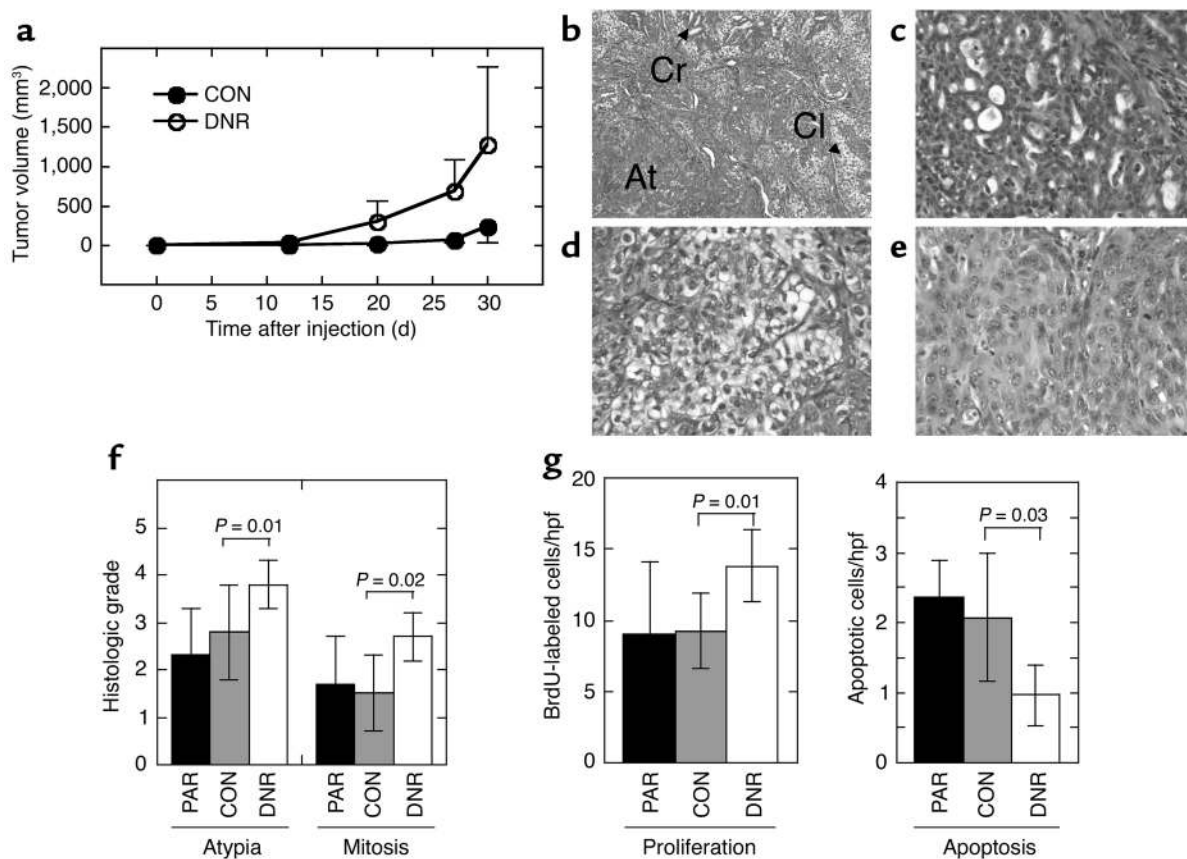 a
Tumor volume (mm³)
2,000
1,500
1,000
500
0
CON
DNR
0 5 10 15 20 25 30
Time after injection (d)
b
Cr
Cl
At
c
d
e
f
Histologic grade
5
4
3
2
1
0
P = 0.01
P = 0.02
PAR CON DNR PAR CON DNR
Atypia Mitosis
g
BrdU-labeled cells/hpf
20
15
10
5
0
P = 0.01
PAR CON DNR
Proliferation
Apoptotic cells/hpf
4
3
2
1
0
P = 0.03
PAR CON DNR
Apoptosis